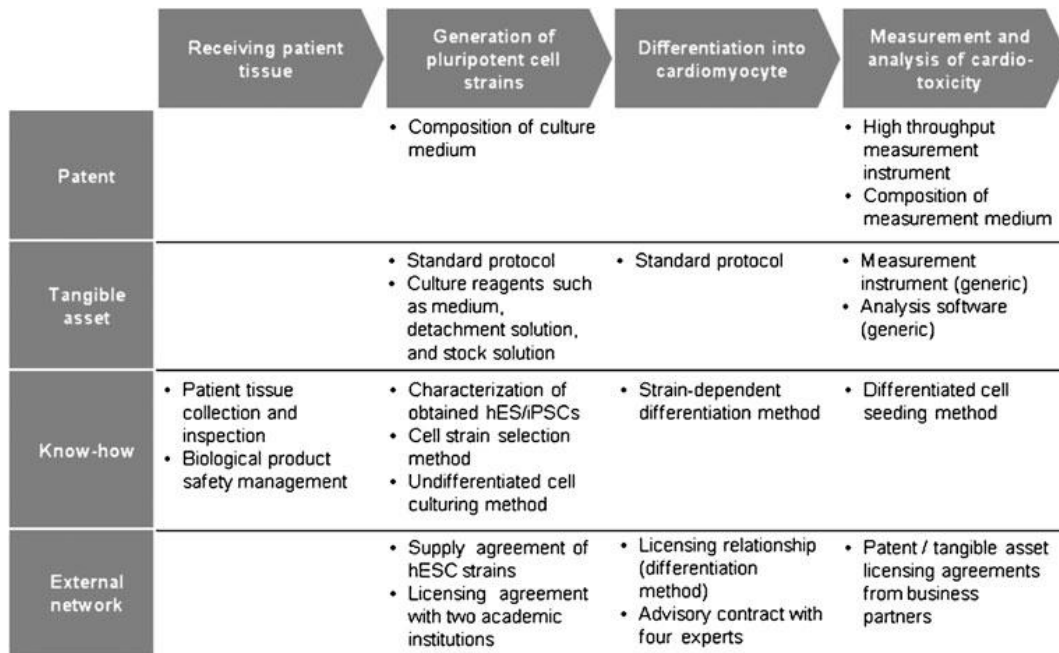 Receiving patient
tissue
Generation of
pluripotent cell
strains
Differentiation into
cardiomyocyte
Measurement and
analysis of cardio-
toxicity
Patent
• Composition of culture
medium
• High throughput
measurement
instrument
• Composition of
measurement medium
Tangible
asset
• Standard protocol
• Culture reagents such
as medium,
detachment solution,
and stock solution
• Standard protocol
• Measurement
instrument (generic)
• Analysis software
(generic)
Know-how
• Patient tissue
collection and
inspection
• Biological product
safety management
• Characterization of
obtained hES/iPSCs
• Cell strain selection
method
• Undifferentiated cell
culturing method
• Strain-dependent
differentiation method
• Differentiated cell
seeding method
External
network
• Supply agreement of
hESC strains
• Licensing agreement
with two academic
institutions
• Licensing relationship
(differentiation
method)
• Advisory contract with
four experts
• Patent / tangible asset
licensing agreements
from business
partners